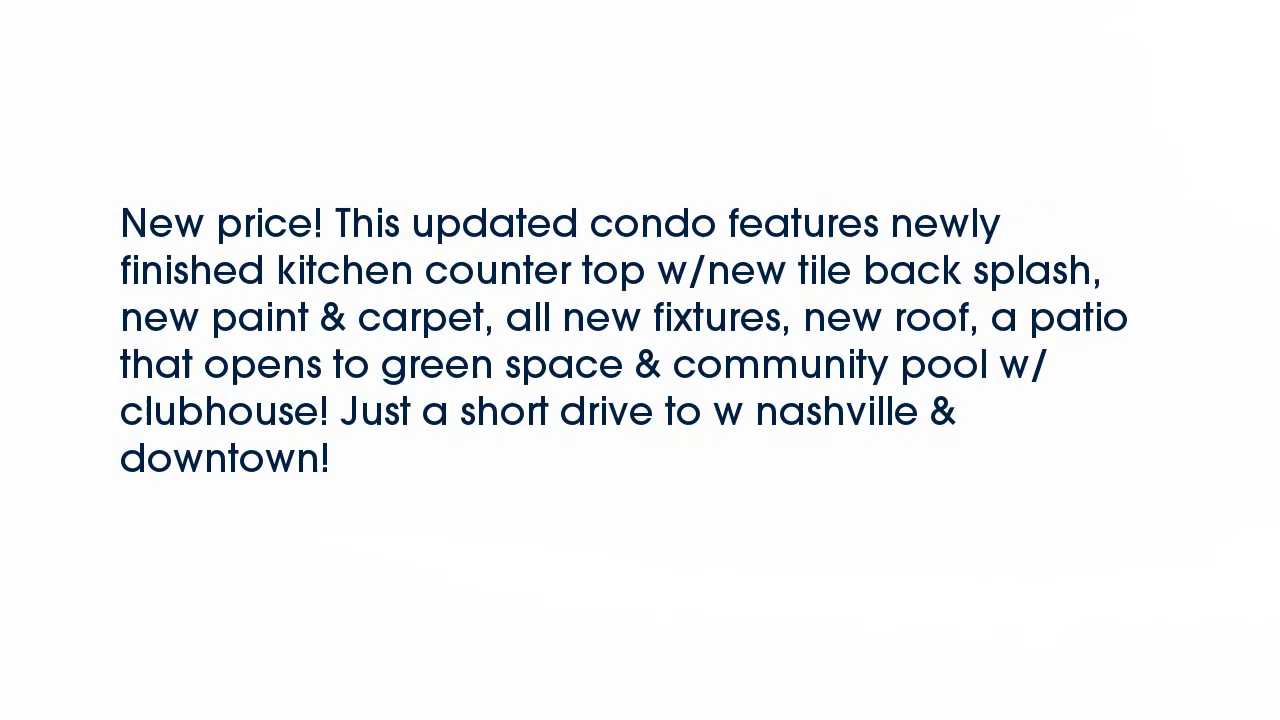 New price! This updated condo features newly
finished kitchen counter top w/new tile back splash,
new paint & carpet, all new fixtures, new roof, a patio
that opens to green space & community pool w/
clubhouse! Just a short drive to w nashville &
downtown!